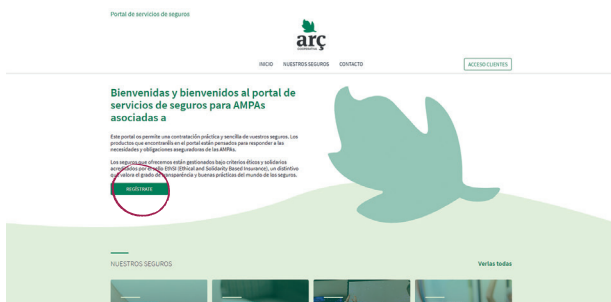 Portal de servicios de seguros
arç
COOPERATIVA
INICIO NUESTROS SEGUROS CONTACTO
ACCESO CLIENTES
Bienvenidas y bienvenidos al portal de
servicios de seguros para AMPAs
asociadas a
Este portal os permite una contratación práctica y sencilla de vuestros seguros. Los
productos que encontraréis en el portal están pensados para responder a las
necesidades y obligaciones aseguradoras de las AMPAs.
Los seguros que ofrecemos están gestionados bajo criterios éticos y solidarios
acreditados por el sello EthSI (Ethical and Solidarity Based Insurance), un distintivo
que valora el grado de transparencia y buenas prácticas del mundo de los seguros.
REGÍSTRATE
NUESTROS SEGUROS
Verlas todas